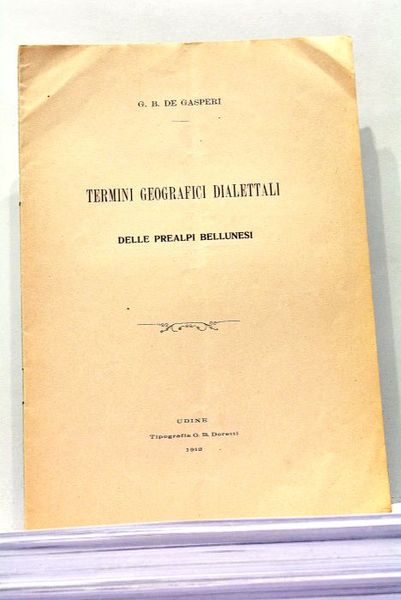 G. B. DE GASPERI
TERMINI GEOGRAFICI DIALETTALI
DELLE PREALPI BELLUNESI
UDINE
Tipografia G. B. Doretti
1912